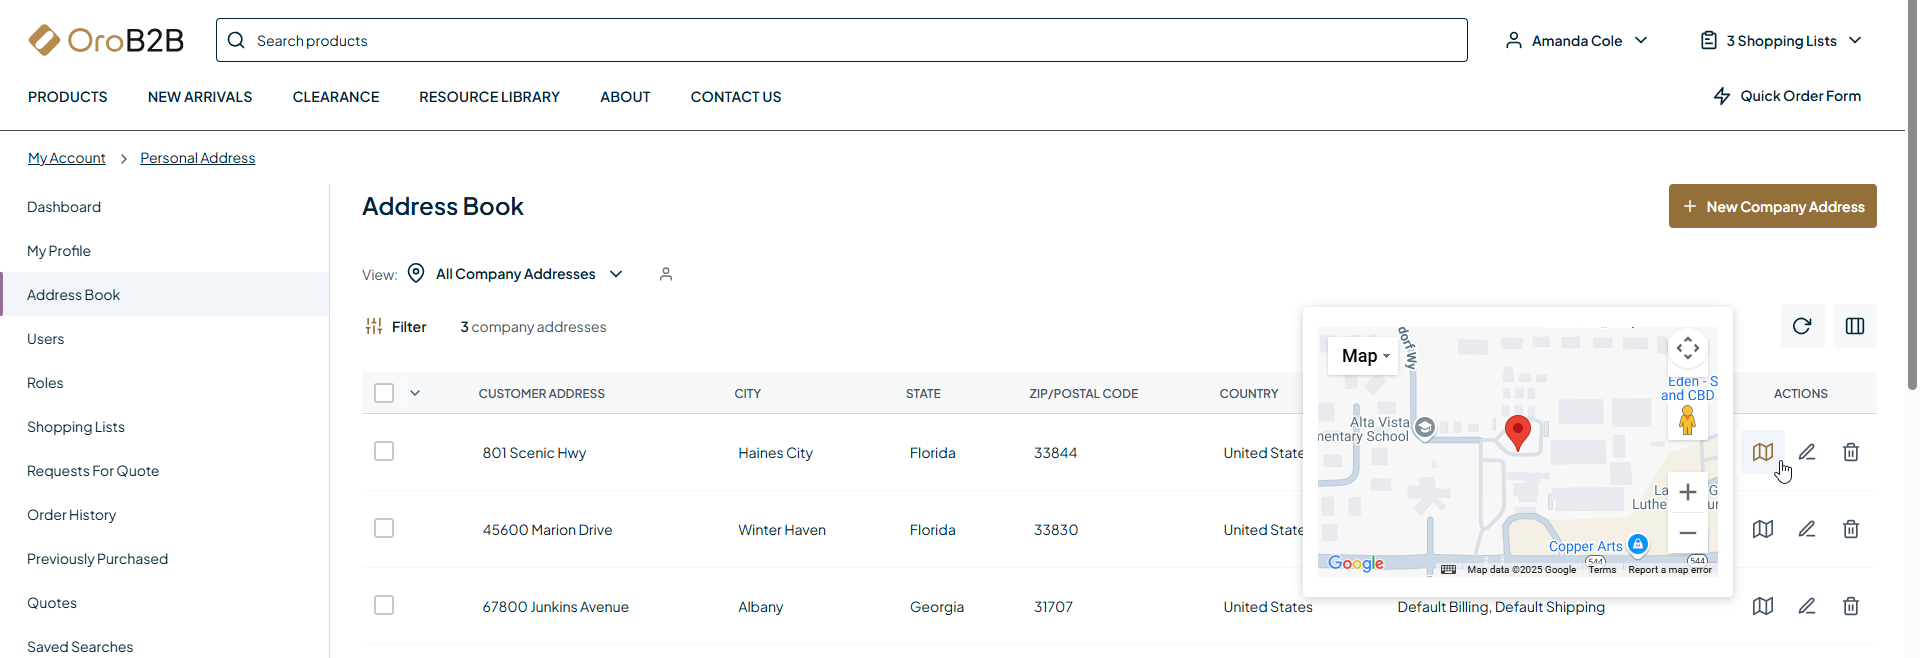 OroB2B
Search products
Amanda Cole
3 Shopping Lists
PRODUCTS
NEW ARRIVALS
CLEARANCE
RESOURCE LIBRARY
ABOUT
CONTACT US
Quick Order Form
My Account > Personal Address
Dashboard
My Profile
Address Book
Users
Roles
Shopping Lists
Requests For Quote
Order History
Previously Purchased
Quotes
Saved Searches
Address Book
+ New Company Address
View: All Company Addresses
Filter
3 company addresses
CUSTOMER ADDRESS CITY STATE ZIP/POSTAL CODE COUNTRY ACTIONS
801 Scenic Hwy Haines City Florida 33844 United State
45600 Marion Drive Winter Haven Florida 33830 United State
67800 Junkins Avenue Albany Georgia 31707 United States Default Billing, Default Shipping
Map
dorf Wy
Eden - S
and CBD
Alta Vista
mentary School
La G
Luthe ur
Copper Arts
544
544
Google
Map data ©2025 Google
Terms
Report a map error